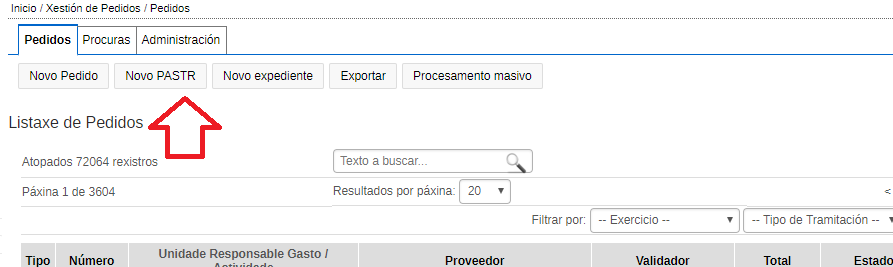 Inicio / Xestión de Pedidos / Pedidos
Pedidos Procuras Administración
Novo Pedido Novo PASTR Novo expediente Exportar Procesamento masivo
Listaxe de Pedidos
Atopados 72064 rexistros Texto a buscar...
Páxina 1 de 3604 Resultados por páxina: 20 <
Filtrar por: -- Exercicio -- -- Tipo de Tramitación --
Tipo Número Unidade Responsable Gasto / Actividade Proveedor Validador Total Estado